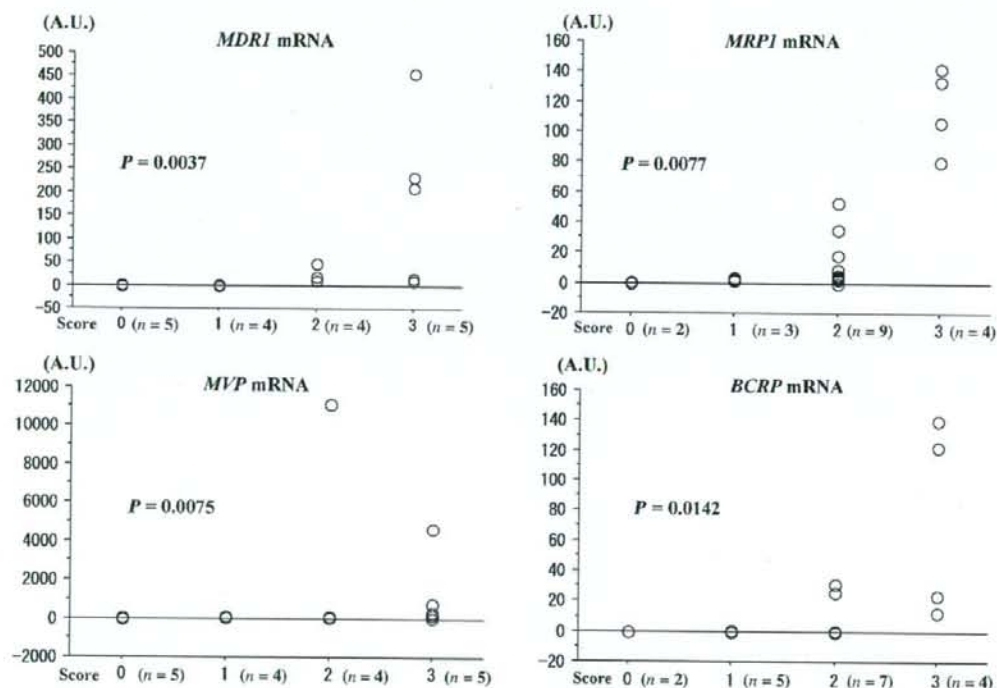 (A.U.)
MDR1 mRNA
500
450
400
350
300
250
200
150
100
50
0
−50
P = 0.0037
Score 0 (n = 5) 1 (n = 4) 2 (n = 4) 3 (n = 5)
(A.U.)
MRP1 mRNA
160
140
120
100
80
60
40
20
0
−20
P = 0.0077
Score 0 (n = 2) 1 (n = 3) 2 (n = 9) 3 (n = 4)
(A.U.)
MVP mRNA
12000
10000
8000
6000
4000
2000
0
−2000
P = 0.0075
Score 0 (n = 5) 1 (n = 4) 2 (n = 4) 3 (n = 5)
(A.U.)
BCRP mRNA
160
140
120
100
80
60
40
20
0
−20
P = 0.0142
Score 0 (n = 2) 1 (n = 5) 2 (n = 7) 3 (n = 4)